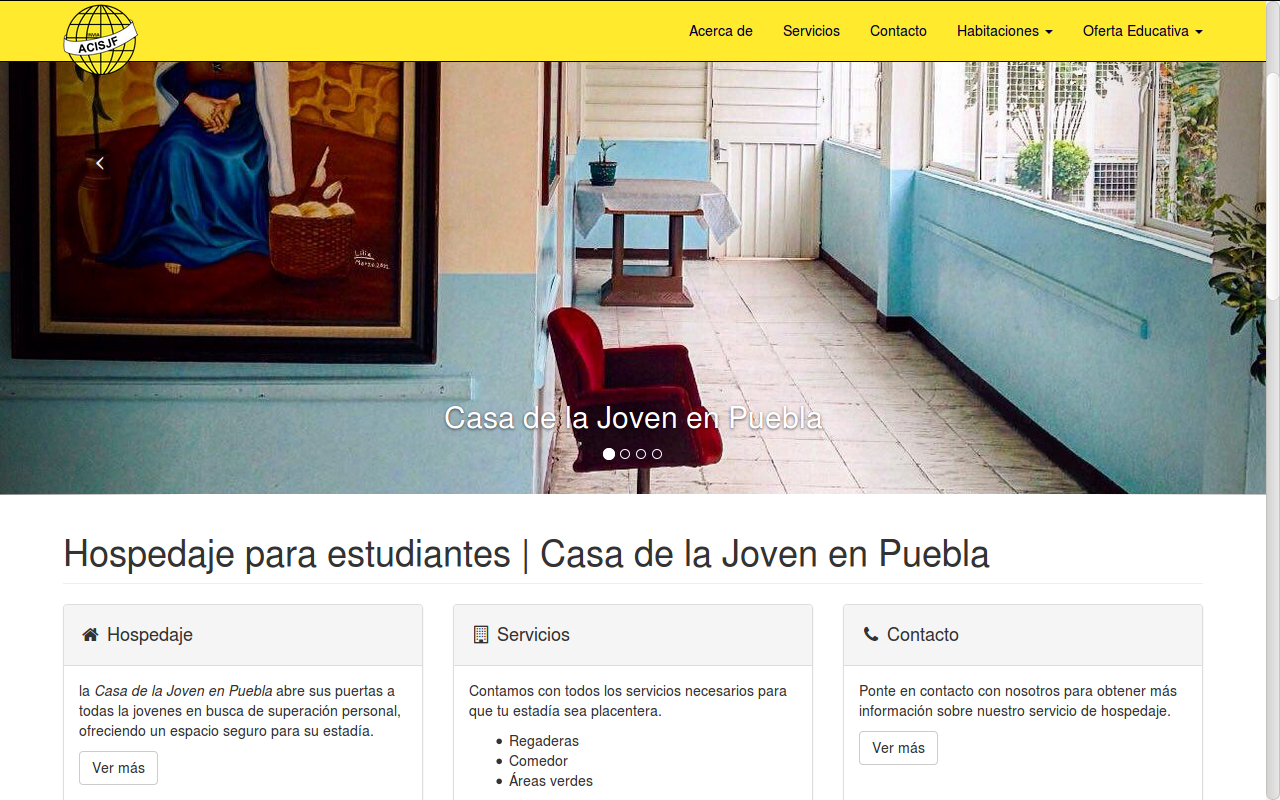 ACISJF
Acerca de
Servicios
Contacto
Habitaciones
Oferta Educativa
Lilia
Casa de la Joven en Puebla
Hospedaje para estudiantes | Casa de la Joven en Puebla
Hospedaje
la Casa de la Joven en Puebla abre sus puertas a
todas la jovenes en busca de superación personal,
ofreciendo un espacio seguro para su estadía.
Ver más
Servicios
Contamos con todos los servicios necesarios para
que tu estadía sea placentera.
• Regaderas
• Comedor
• Áreas verdes
Contacto
Ponte en contacto con nosotros para obtener más
información sobre nuestro servicio de hospedaje.
Ver más